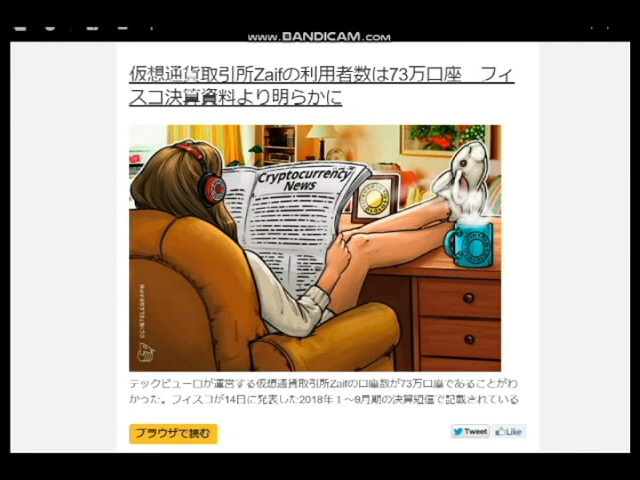 www.BANDICAM.com
仮想通貨取引所Zaifの利用者数は73万口座　フィ
スコ決算資料より明らかに
Cryptocurrency
News
COINTELEGRAPH
テックビューロが運営する仮想通貨取引所Zaifの口座数が73万口座であることがわ
かった。フィスコが14日に発表した2018年１〜9月期の決算短信で記載されている
ブラウザで読む
Tweet
Like